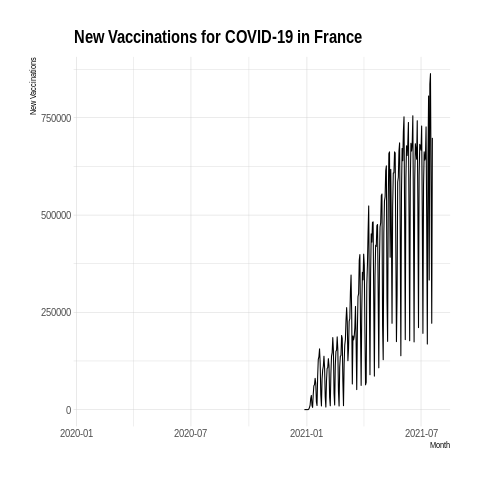 New Vaccinations for COVID-19 in France
New Vaccinations
750000
500000
250000
0
2020-01 2020-07 2021-01 2021-07
Month